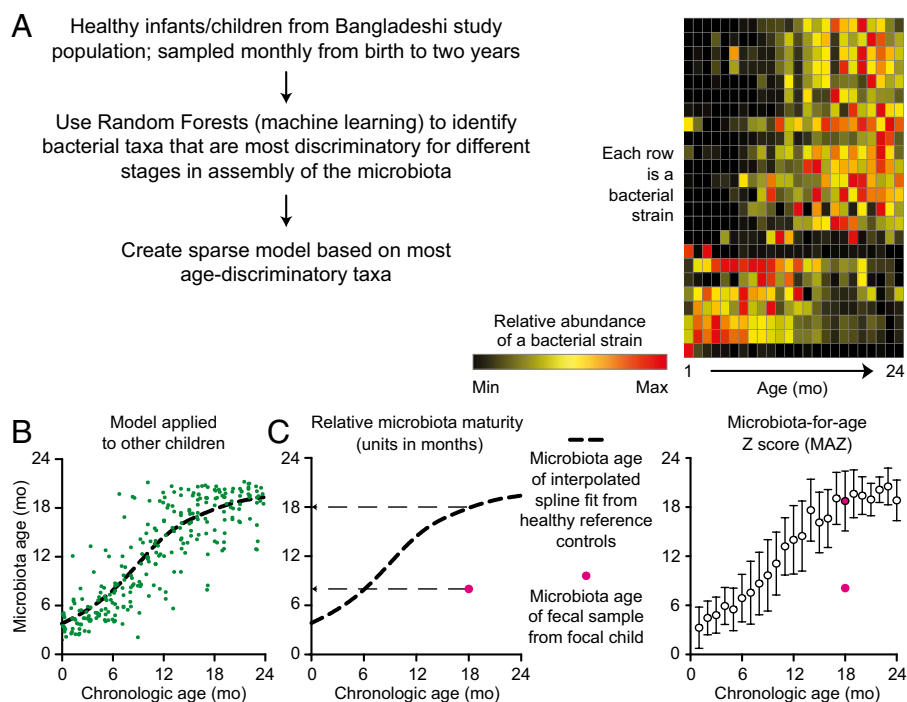 A
Healthy infants/children from Bangladeshi study
population; sampled monthly from birth to two years
Use Random Forests (machine learning) to identify
bacterial taxa that are most discriminatory for different
stages in assembly of the microbiota
Create sparse model based on most
age-discriminatory taxa
Each row
is a
bacterial
strain
Relative abundance
of a bacterial strain
Min
Max
1
24
Age (mo)
B
Model applied
to other children
Microbiota age (mo)
24
18
12
6
0
0
6
12
18
24
Chronologic age (mo)
C
Relative microbiota maturity
(units in months)
24
18
12
6
0
0
6
12
18
24
Chronologic age (mo)
Microbiota age
of interpolated
spline fit from
healthy reference
controls
Microbiota age
of fecal sample
from focal child
Microbiota-for-age
Z score (MAZ)
24
18
12
6
0
0
6
12
18
24
Chronologic age (mo)